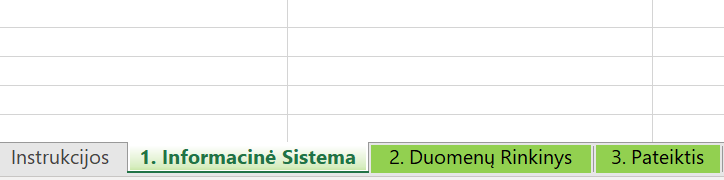 Instrukcijos 1. Informacinė Sistema 2. Duomenų Rinkinys 3. Pateiktis